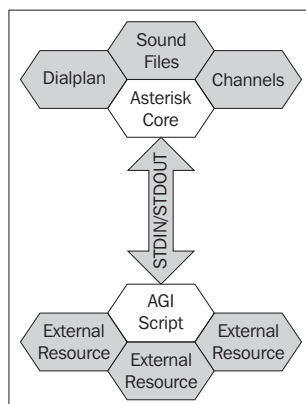 Sound
Files
Dialplan
Channels
Asterisk
Core
STDIN/STDOUT
AGI
Script
External
Resource
External
Resource
External
Resource